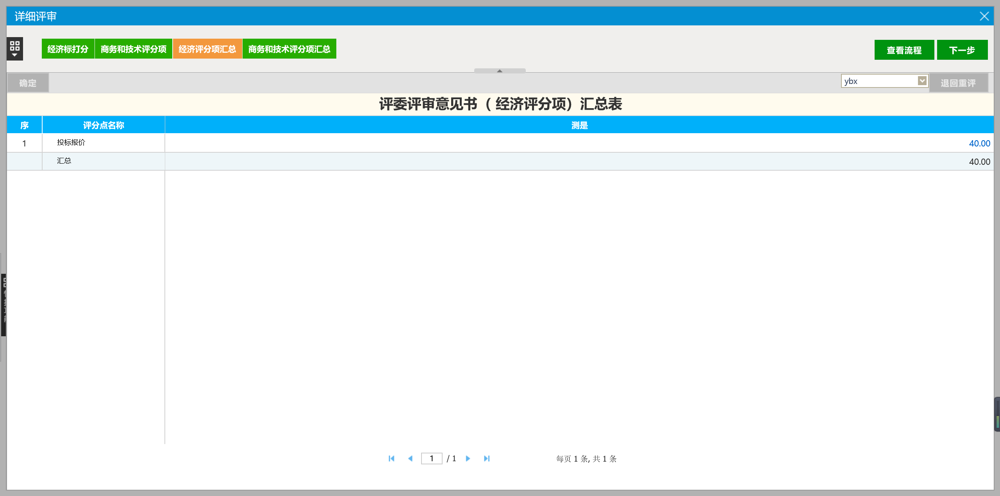 详细评审
经济标打分 商务和技术评分项 经济评分项汇总 商务和技术评分项汇总 查看流程 下一步
确定 ybx 退回重评
评委评审意见书（经济评分项）汇总表
序 评分点名称 测是
1 投标报价 40.00
汇总 40.00
1 / 1 每页 1 条, 共 1 条